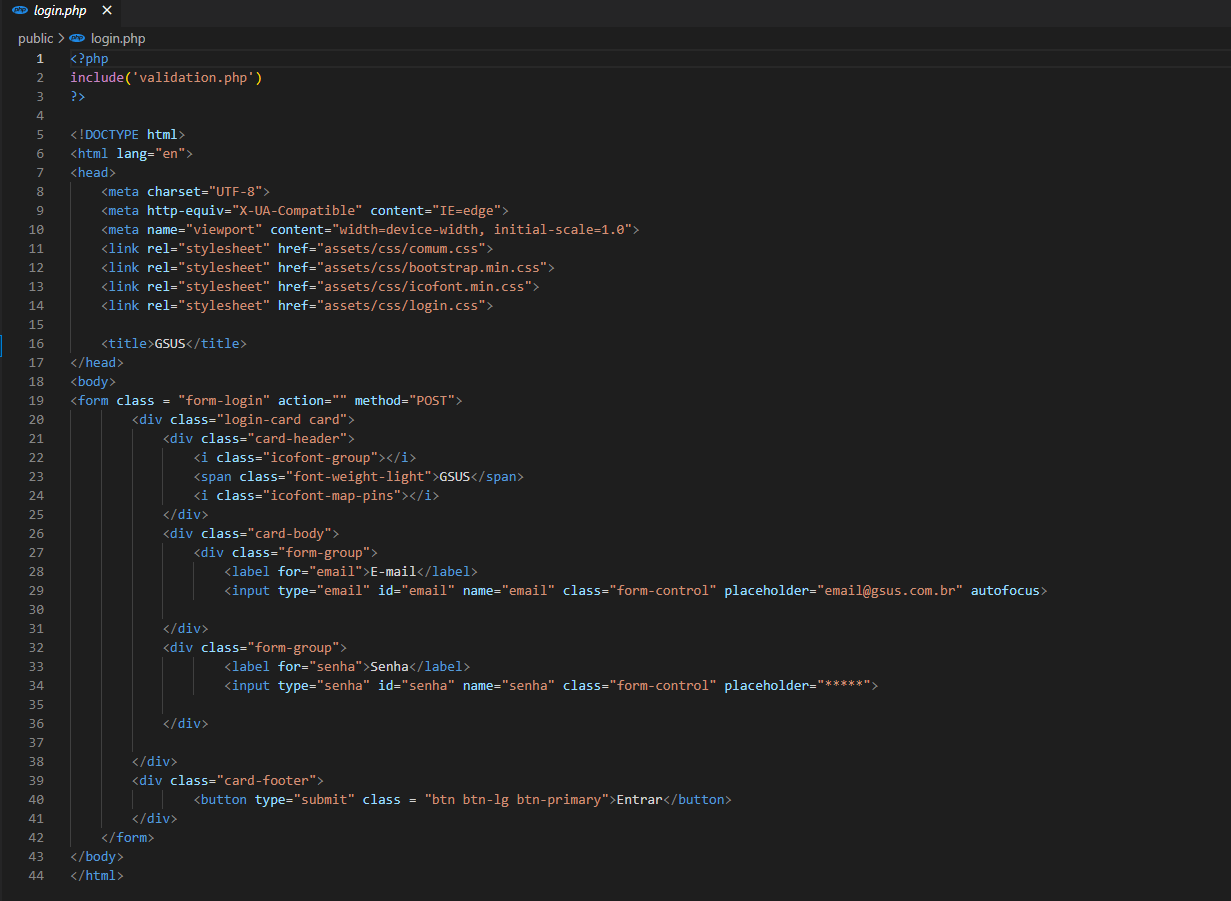 login.php ×
public > login.php
1 <?php
2 include('validation.php')
3 ?>
4
5 <!DOCTYPE html>
6 <html lang="en">
7 <head>
8 <meta charset="UTF-8">
9 <meta http-equiv="X-UA-Compatible" content="IE=edge">
10 <meta name="viewport" content="width=device-width, initial-scale=1.0">
11 <link rel="stylesheet" href="assets/css/comum.css">
12 <link rel="stylesheet" href="assets/css/bootstrap.min.css">
13 <link rel="stylesheet" href="assets/css/icofont.min.css">
14 <link rel="stylesheet" href="assets/css/login.css">
15
16 <title>GSUS</title>
17 </head>
18 <body>
19 <form class = "form-login" action="" method="POST">
20 <div class="login-card card">
21 <div class="card-header">
22 <i class="icofont-group"></i>
23 <span class="font-weight-light">GSUS</span>
24 <i class="icofont-map-pins"></i>
25 </div>
26 <div class="card-body">
27 <div class="form-group">
28 <label for="email">E-mail</label>
29 <input type="email" id="email" name="email" class="form-control" placeholder="email@gsus.com.br" autofocus>
30
31 </div>
32 <div class="form-group">
33 <label for="senha">Senha</label>
34 <input type="senha" id="senha" name="senha" class="form-control" placeholder="*****">
35
36 </div>
37
38 </div>
39 <div class="card-footer">
40 <button type="submit" class = "btn btn-lg btn-primary">Entrar</button>
41 </div>
42 </form>
43 </body>
44 </html>